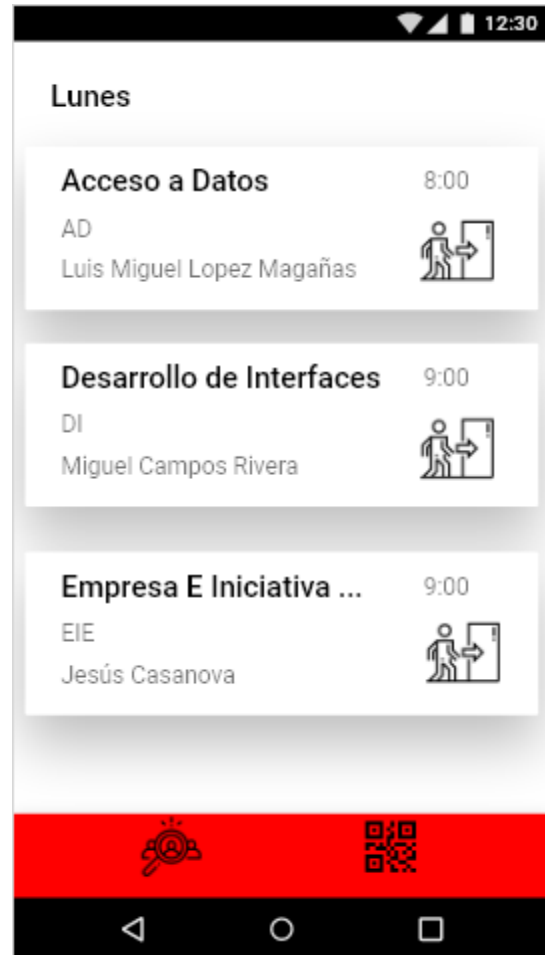 12:30
Lunes
Acceso a Datos 8:00
AD
Luis Miguel Lopez Magañas
Desarrollo de Interfaces 9:00
DI
Miguel Campos Rivera
Empresa E Iniciativa ... 9:00
EIE
Jesús Casanova